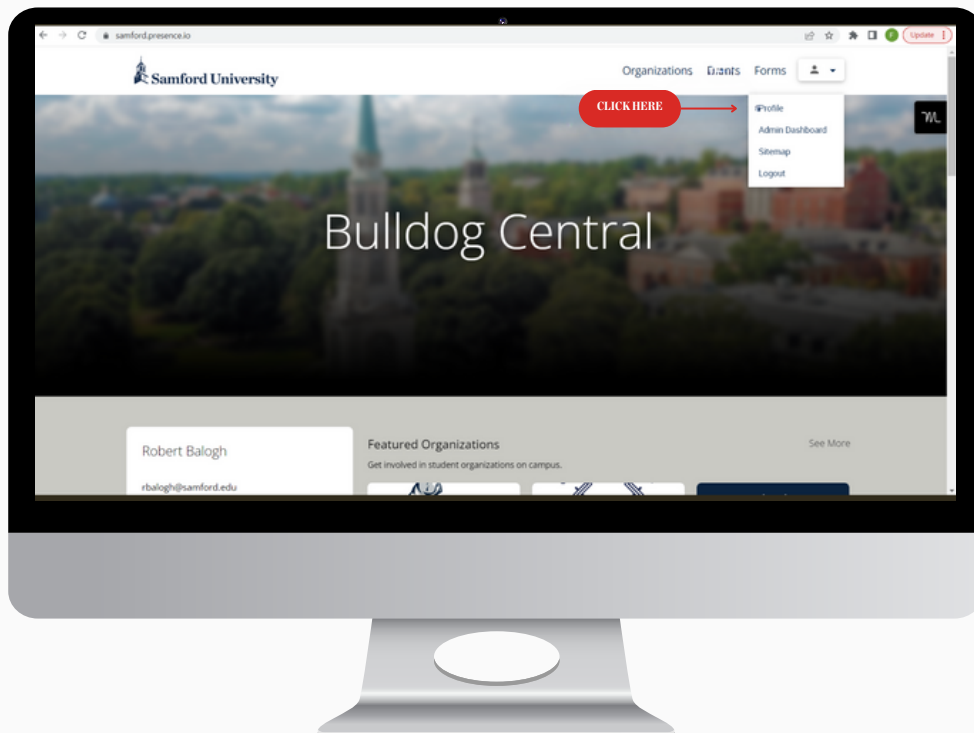 samford.presence.io
Update
Samford University
Organizations Events Forms
CLICK HERE
Profile
Admin Dashboard
Sitemap
Logout
Bulldog Central
Robert Balogh
rbalogh@samford.edu
Featured Organizations
See More
Get involved in student organizations on campus.